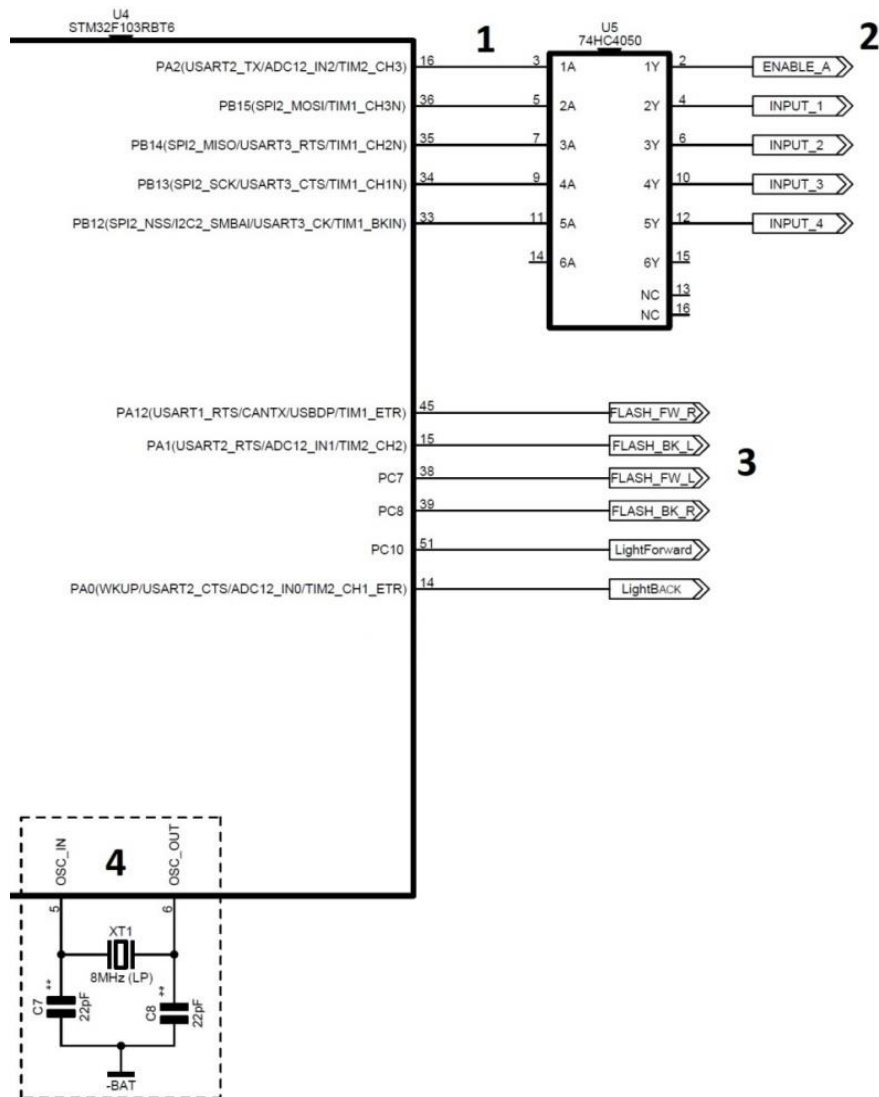 U4
STM32F103RBT6
1
U5
74HC4050
2
PA2(USART2_TX/ADC12_IN2/TIM2_CH3) 16 3 1A 1Y 2 ENABLE_A
PB15(SPI2_MOSI/TIM1_CH3N) 36 5 2A 2Y 4 INPUT_1
PB14(SPI2_MISO/USART3_RTS/TIM1_CH2N) 35 7 3A 3Y 6 INPUT_2
PB13(SPI2_SCK/USART3_CTS/TIM1_CH1N) 34 9 4A 4Y 10 INPUT_3
PB12(SPI2_NSS/I2C2_SMBAI/USART3_CK/TIM1_BKIN) 33 11 5A 5Y 12 INPUT_4
14 6A 6Y 15
NC 13
NC 16
PA12(USART1_RTS/CANTX/USBDP/TIM1_ETR) 45 FLASH_FW_R
PA1(USART2_RTS/ADC12_IN1/TIM2_CH2) 15 FLASH_BK_L
3
PC7 38 FLASH_FW_L
PC8 39 FLASH_BK_R
PC10 51 LightForward
PA0(WKUP/USART2_CTS/ADC12_IN0/TIM2_CH1_ETR) 14 LightBACK
OSC_IN
4
OSC_OUT
5
6
XT1
8MHz (LP)
C7
**
22pF
C8
**
22pF
-BAT